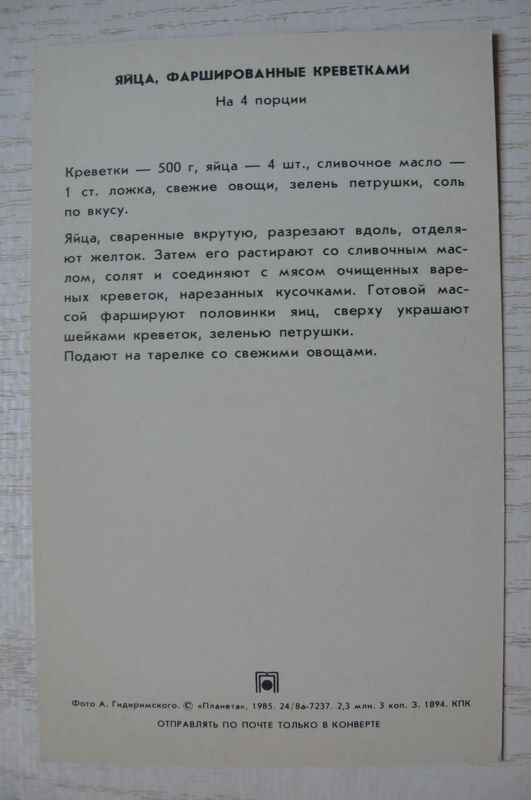 ЯЙЦА, ФАРШИРОВАННЫЕ КРЕВЕТКАМИ
На 4 порции
Креветки — 500 г, яйца — 4 шт., сливочное масло —
1 ст. ложка, свежие овощи, зелень петрушки, соль
по вкусу.
Яйца, сваренные вкрутую, разрезают вдоль, отделя-
ют желток. Затем его растирают со сливочным мас-
лом, солят и соединяют с мясом очищенных варе-
ных креветок, нарезанных кусочками. Готовой мас-
сой фаршируют половинки яиц, сверху украшают
шейками креветок, зеленью петрушки.
Подают на тарелке со свежими овощами.
Фото А. Гидиримского. © «Планета», 1985. 24/8а-7237. 2,3 млн. 3 коп. З. 1894. КПК
ОТПРАВЛЯТЬ ПО ПОЧТЕ ТОЛЬКО В КОНВЕРТЕ